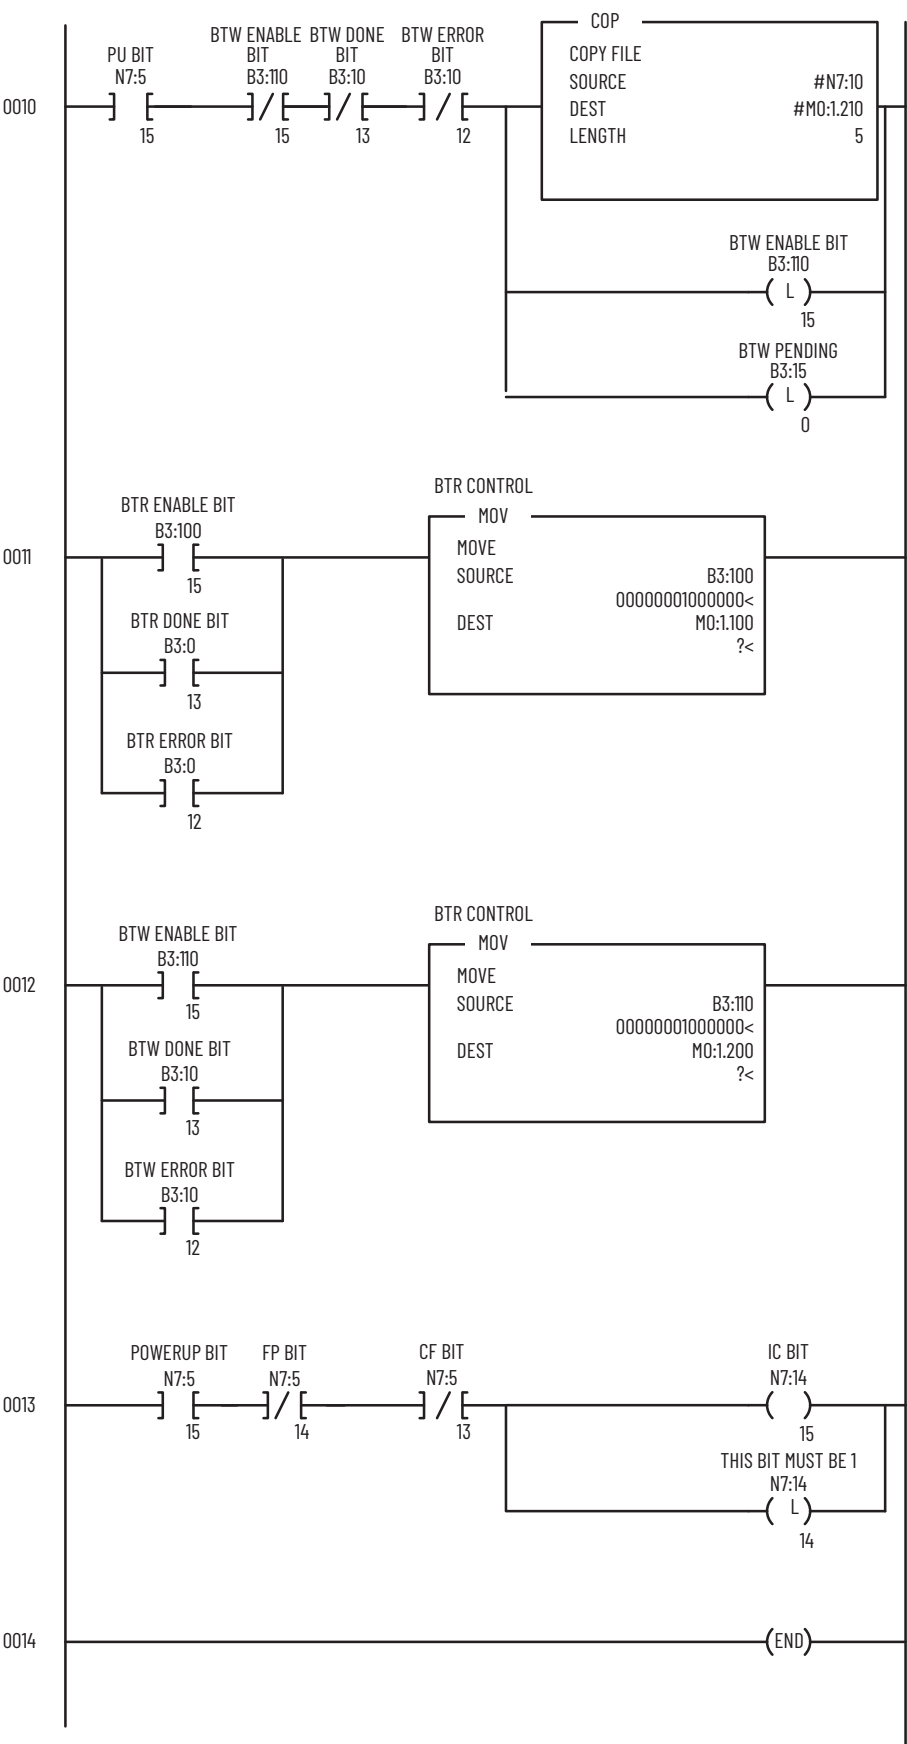 COP
BTW ENABLE BTW DONE BTW ERROR
PU BIT BIT BIT BIT COPY FILE
N7:5 B3:110 B3:10 B3:10 SOURCE #N7:10
0010 DEST #M0:1.210
15 15 13 12 LENGTH 5
BTW ENABLE BIT
B3:110
L
15
BTW PENDING
B3:15
L
0
BTR CONTROL
BTR ENABLE BIT MOV
B3:100
0011 MOVE
15 SOURCE B3:100
00000001000000<
BTR DONE BIT DEST M0:1.100
B3:0 ?<
13
BTR ERROR BIT
B3:0
12
BTR CONTROL
BTW ENABLE BIT MOV
B3:110
0012 MOVE
15 SOURCE B3:110
00000001000000<
BTW DONE BIT DEST M0:1.200
B3:10 ?<
13
BTW ERROR BIT
B3:10
12
POWERUP BIT FP BIT CF BIT IC BIT
N7:5 N7:5 N7:5 N7:14
0013
15 14 13 15
THIS BIT MUST BE 1
N7:14
L
14
0014 END